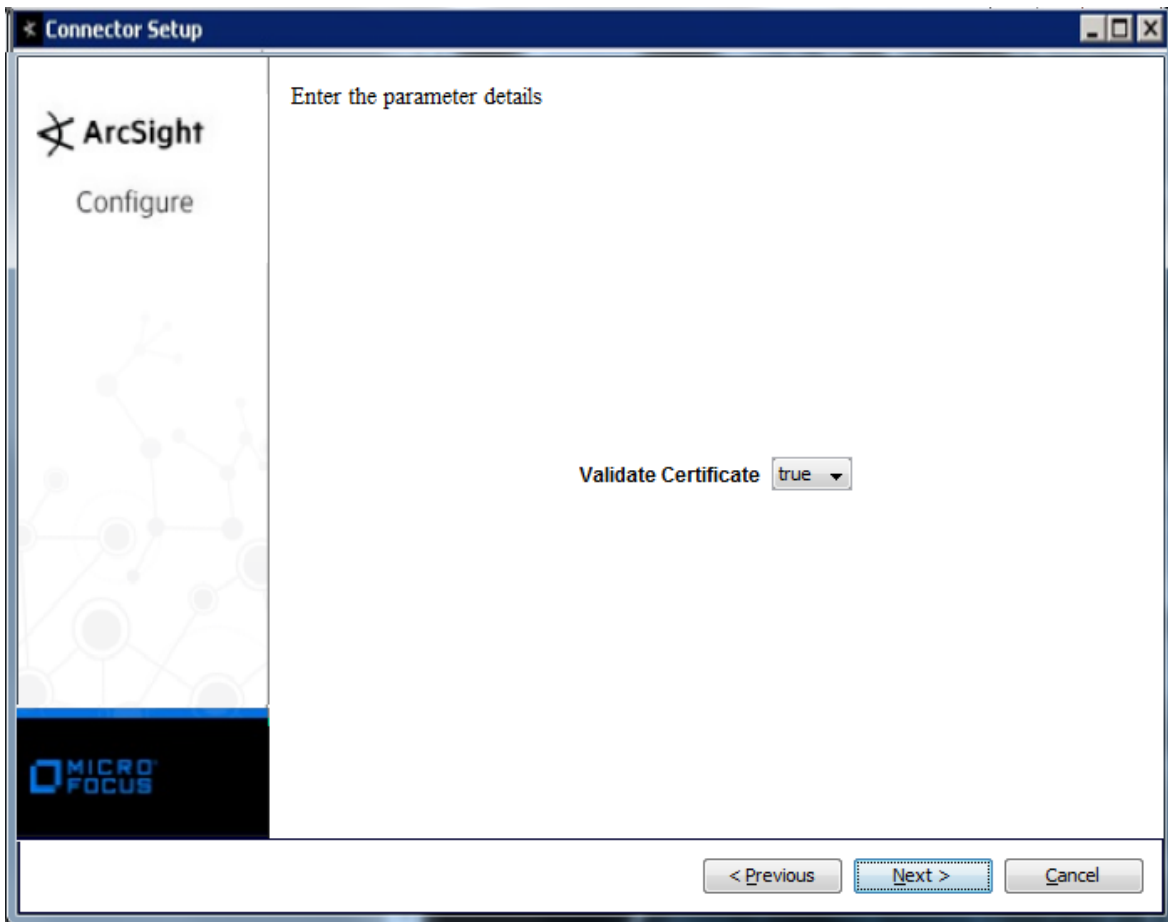 Connector Setup
ArcSight
Configure
Enter the parameter details
Validate Certificate true
MICRO
FOCUS
< Previous Next > Cancel